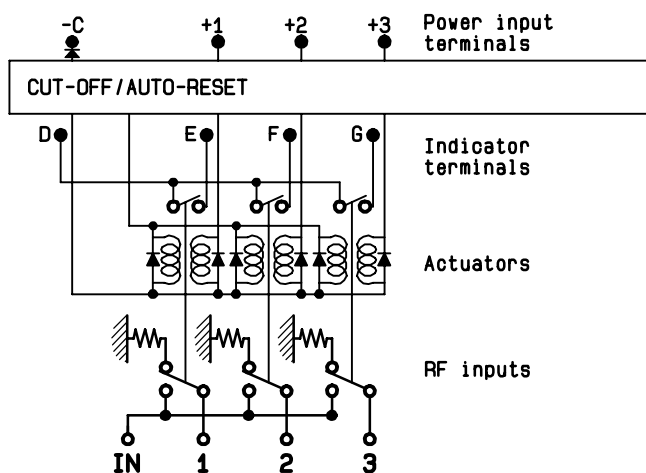 -C +1 +2 +3 Power input
terminals
CUT-OFF/AUTO-RESET
D E F G Indicator
terminals
Actuators
RF inputs
IN 1 2 3